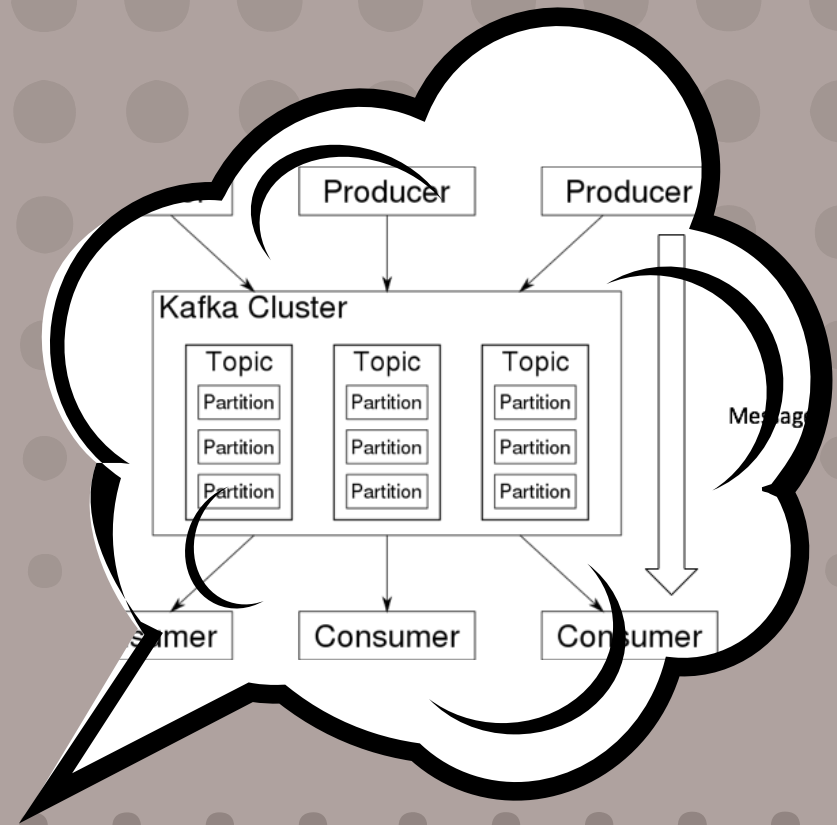 Producer
Producer
Kafka Cluster
Topic
Topic
Topic
Partition
Partition
Partition
Partition
Partition
Partition
Partition
Partition
Partition
Consumer
Consumer